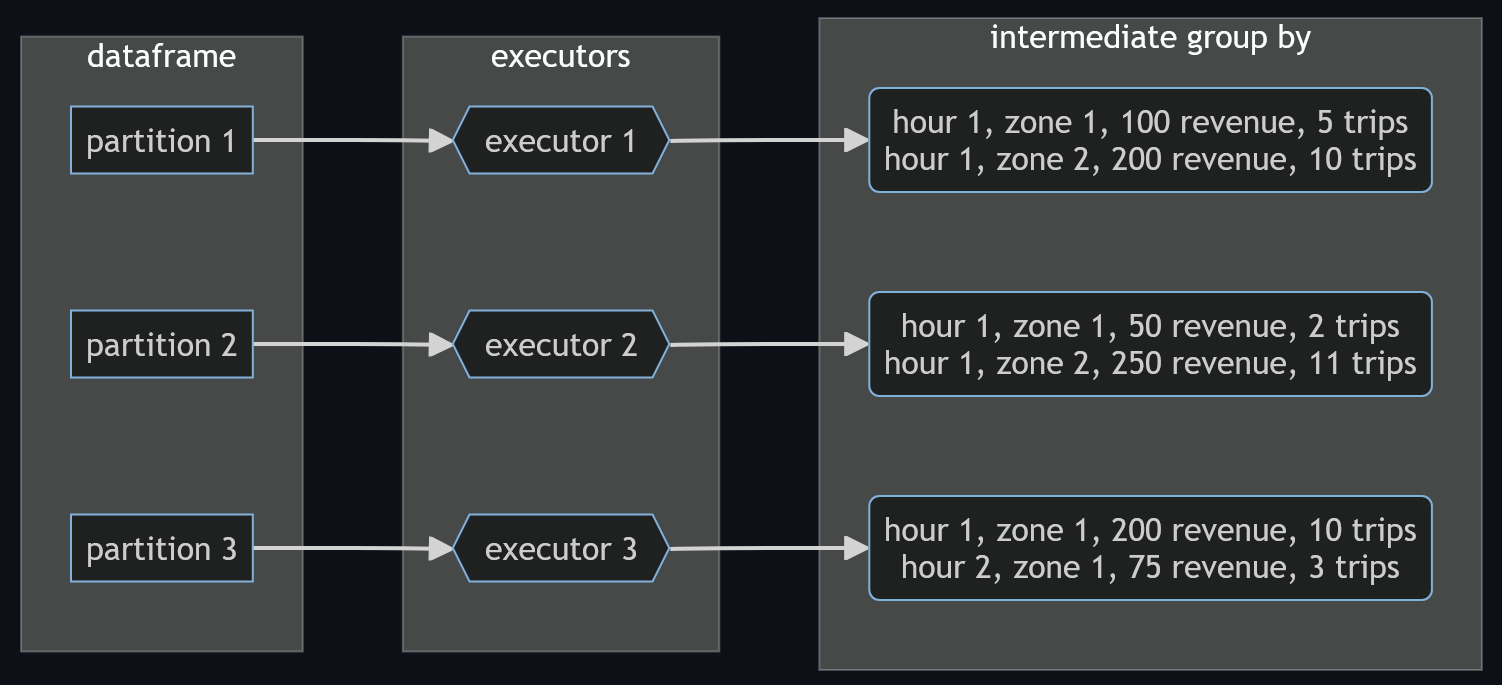 dataframe
executors
intermediate group by
partition 1
executor 1
hour 1, zone 1, 100 revenue, 5 trips
hour 1, zone 2, 200 revenue, 10 trips
partition 2
executor 2
hour 1, zone 1, 50 revenue, 2 trips
hour 1, zone 2, 250 revenue, 11 trips
partition 3
executor 3
hour 1, zone 1, 200 revenue, 10 trips
hour 2, zone 1, 75 revenue, 3 trips